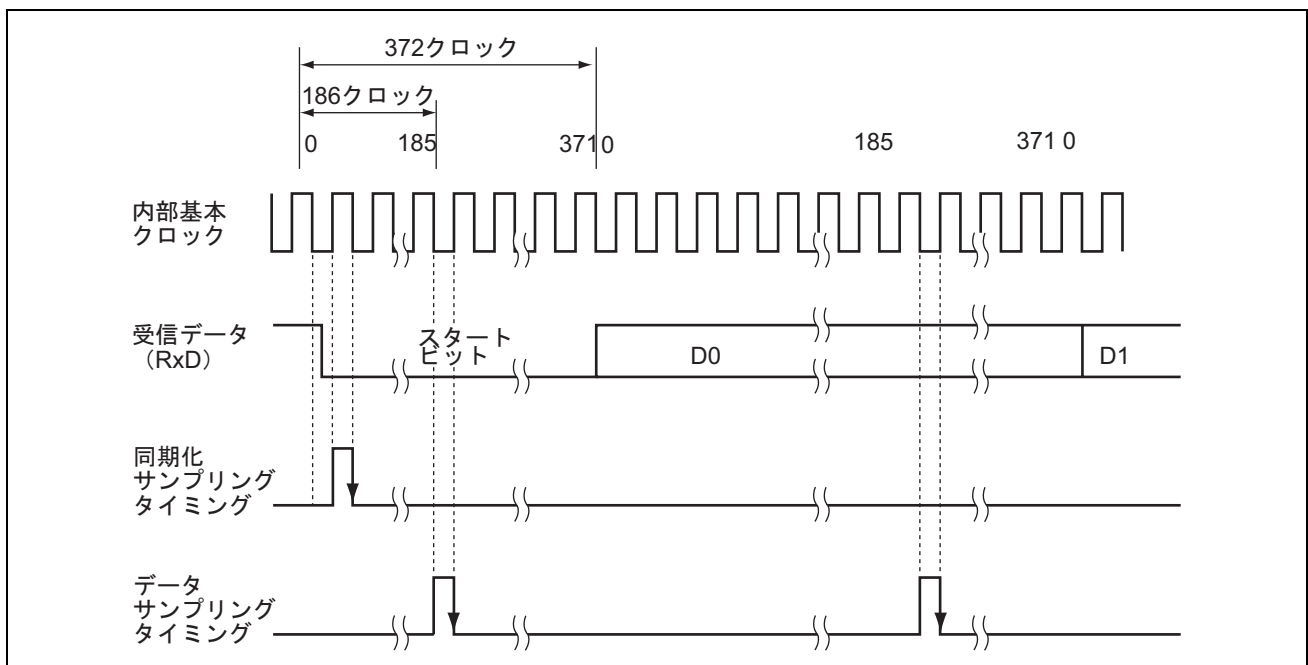 372クロック
186クロック
0 185 371 0 185 371 0
内部基本
クロック
受信データ
（RxD）
スタート
ビット
D0
D1
同期化
サンプリング
タイミング
データ
サンプリング
タイミング